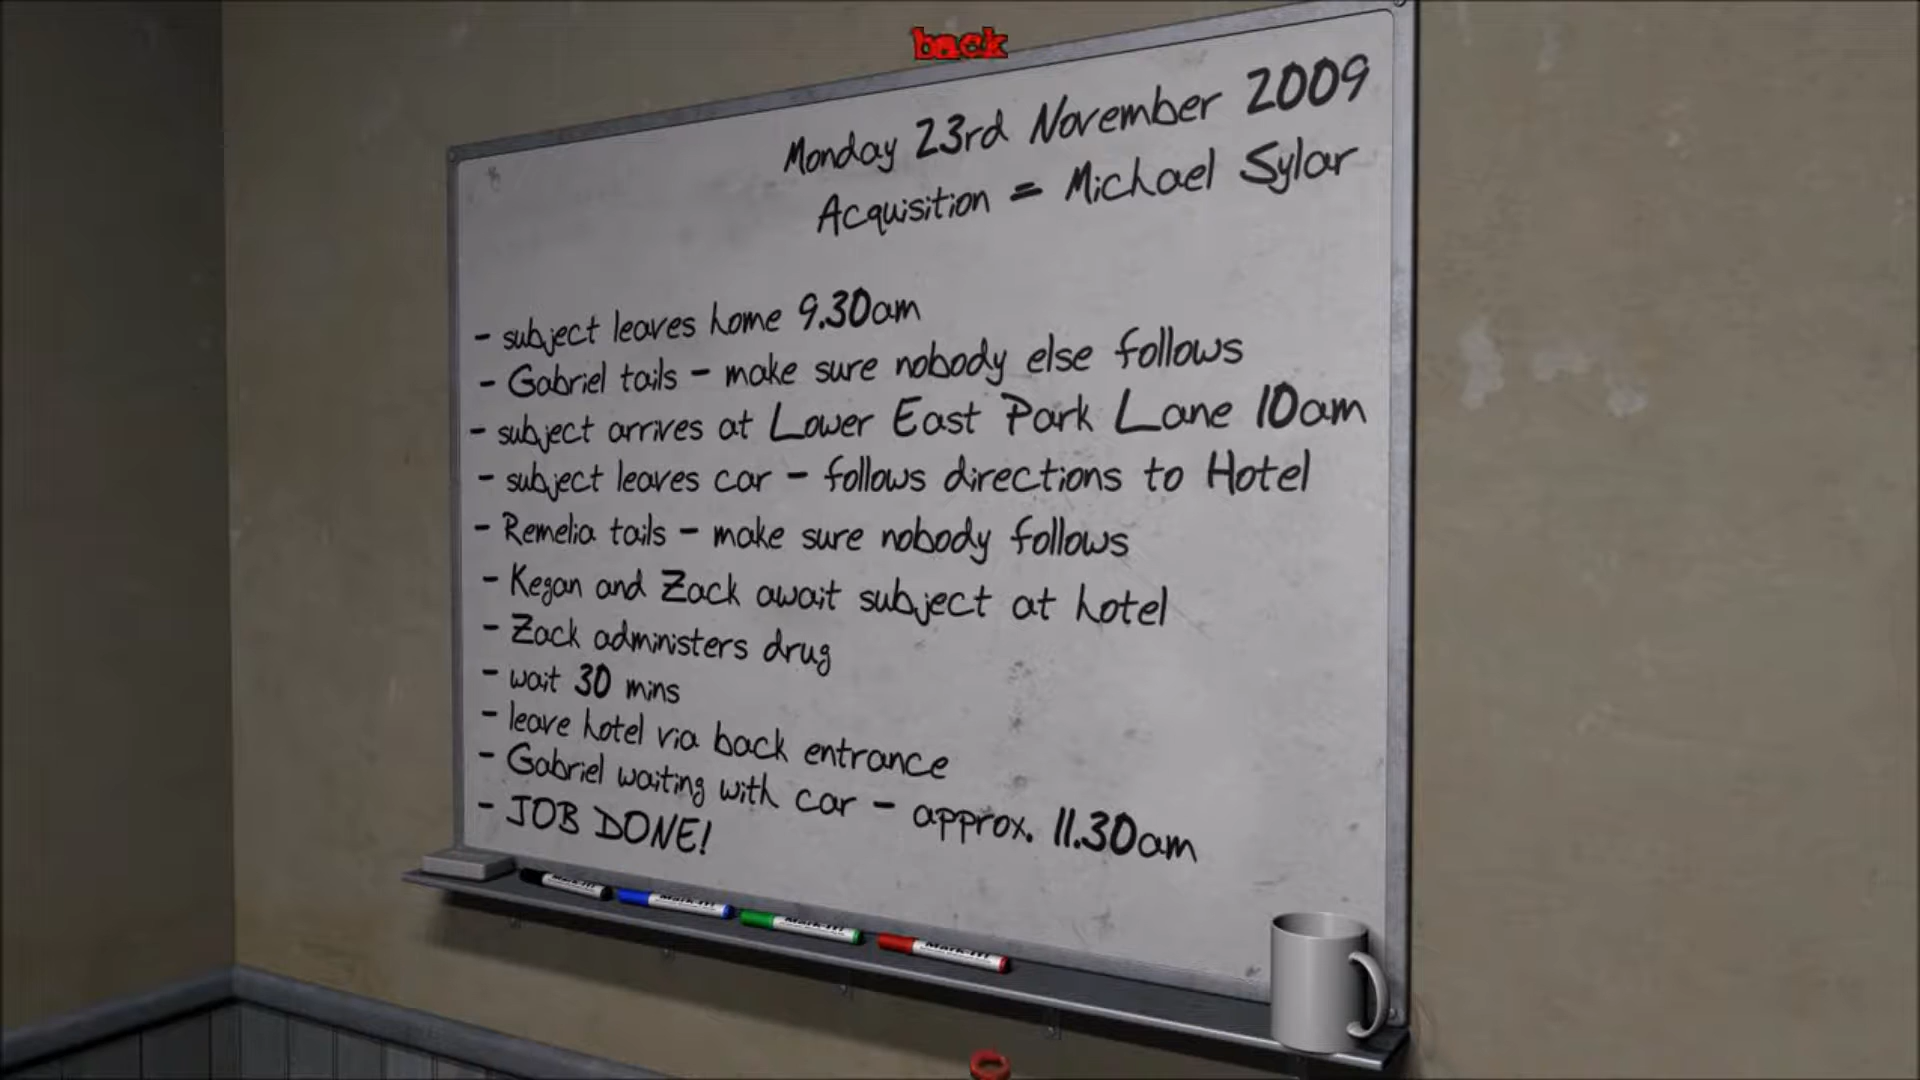 back
Monday 23rd November 2009
Acquisition = Michael Sylar
- subject leaves home 9.30am
- Gabriel tails - make sure nobody else follows
- subject arrives at Lower East Park Lane 10am
- subject leaves car - follows directions to Hotel
- Remelia tails - make sure nobody follows
- Kegan and Zack await subject at hotel
- Zack administers drug
- wait 30 mins
- leave hotel via back entrance
- Gabriel waiting with car - approx. 11.30am
- JOB DONE!